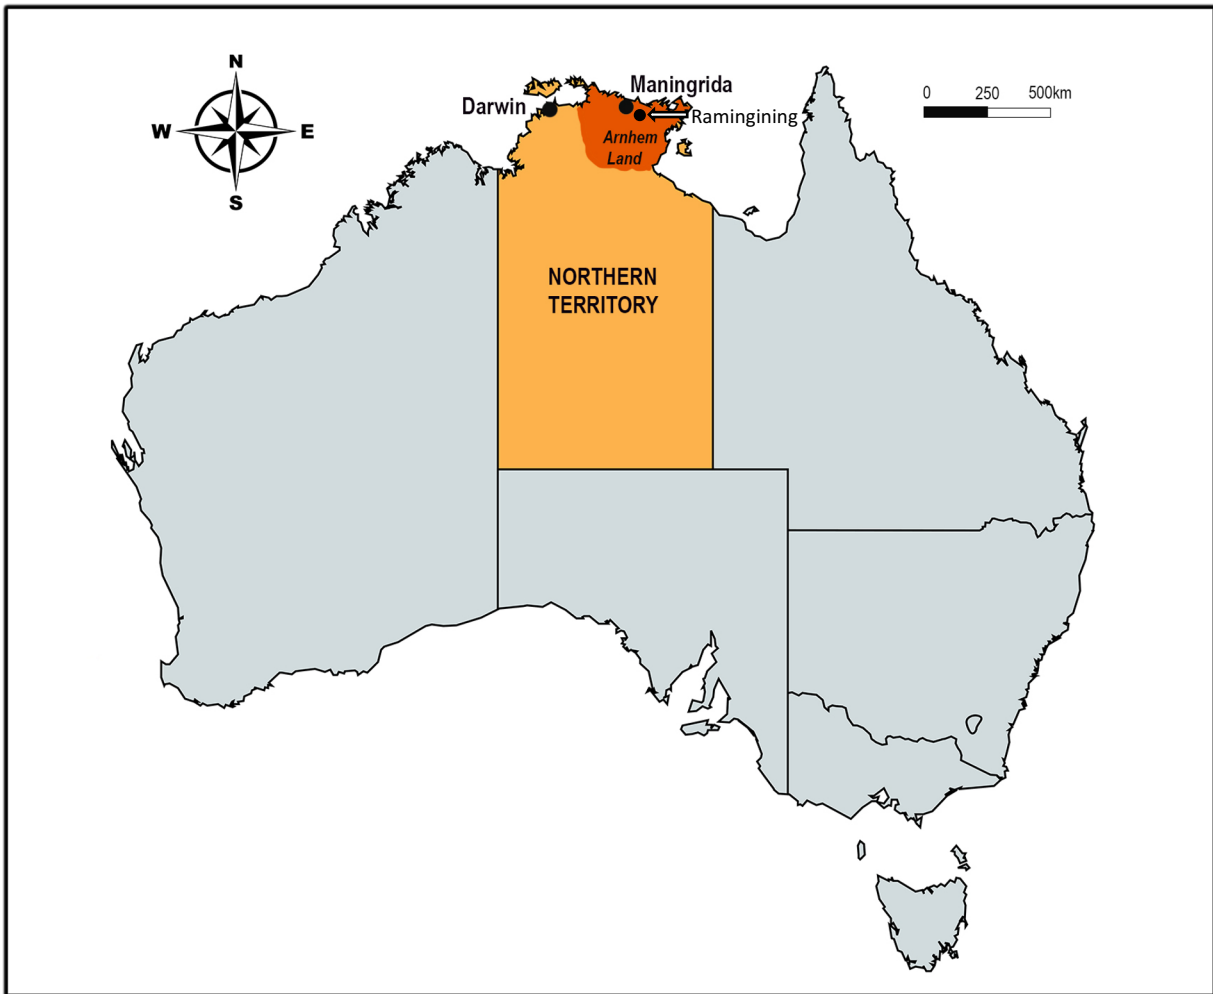 N
W
E
S
Darwin
Maningrida
Ramingining
Arnhem
Land
0 250 500km
NORTHERN
TERRITORY